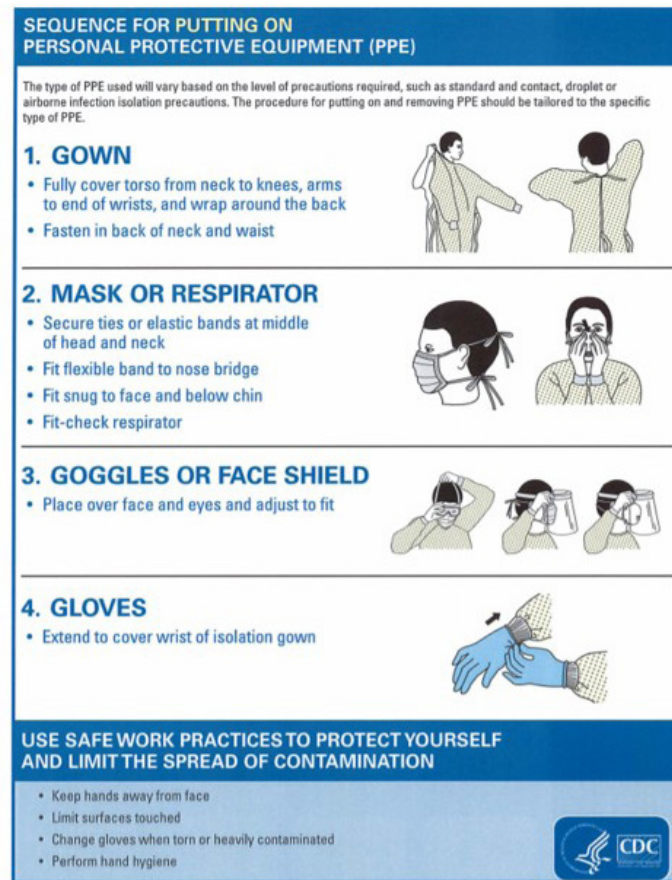 SEQUENCE FOR PUTTING ON
PERSONAL PROTECTIVE EQUIPMENT (PPE)
The type of PPE used will vary based on the level of precautions required, such as standard and contact, droplet or
airborne infection isolation precautions. The procedure for putting on and removing PPE should be tailored to the specific
type of PPE.
1. GOWN
• Fully cover torso from neck to knees, arms
to end of wrists, and wrap around the back
• Fasten in back of neck and waist
2. MASK OR RESPIRATOR
• Secure ties or elastic bands at middle
of head and neck
• Fit flexible band to nose bridge
• Fit snug to face and below chin
• Fit-check respirator
3. GOGGLES OR FACE SHIELD
• Place over face and eyes and adjust to fit
4. GLOVES
• Extend to cover wrist of isolation gown
USE SAFE WORK PRACTICES TO PROTECT YOURSELF
AND LIMIT THE SPREAD OF CONTAMINATION
• Keep hands away from face
• Limit surfaces touched
• Change gloves when torn or heavily contaminated
• Perform hand hygiene
CDC